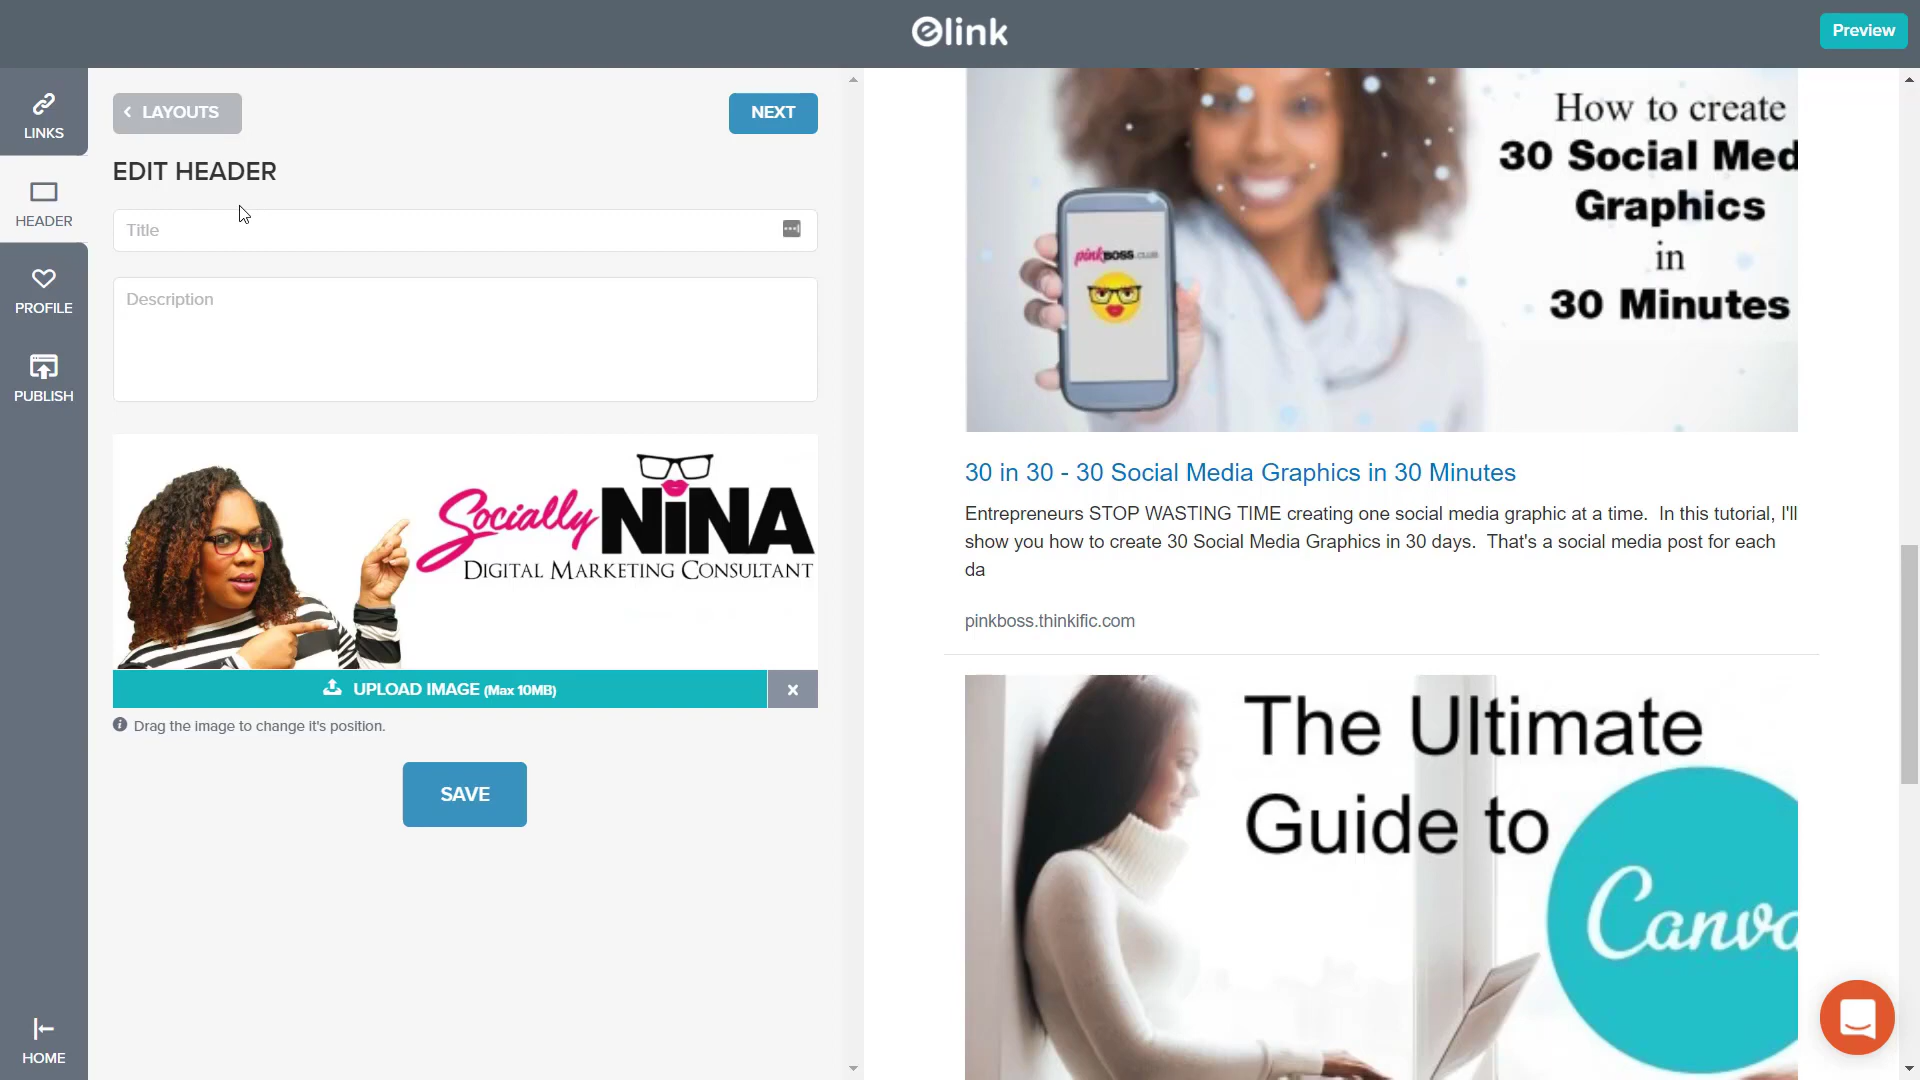 elink
Preview
LINKS
HEADER
PROFILE
PUBLISH
HOME
LAYOUTS
NEXT
EDIT HEADER
Title
Description
Socially NiNA
DIGITAL MARKETING CONSULTANT
UPLOAD IMAGE (Max 10MB)
Drag the image to change it's position.
SAVE
How to create
30 Social Med
Graphics
in
30 Minutes
pinkBOSS.CLUB
30 in 30 - 30 Social Media Graphics in 30 Minutes
Entrepreneurs STOP WASTING TIME creating one social media graphic at a time.  In this tutorial, I'll
show you how to create 30 Social Media Graphics in 30 days.  That's a social media post for each
da
pinkboss.thinkific.com
The Ultimate
Guide to
Canva